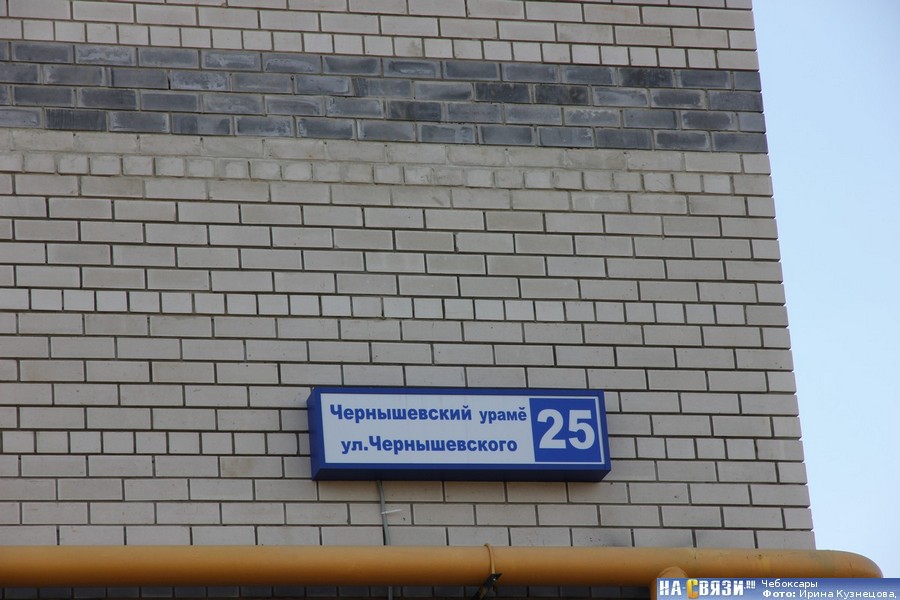 Чернышевский урамĕ
ул.Чернышевского
25
НА-СВЯЗИ.RU
Чебоксары
Фото: Ирина Кузнецова,